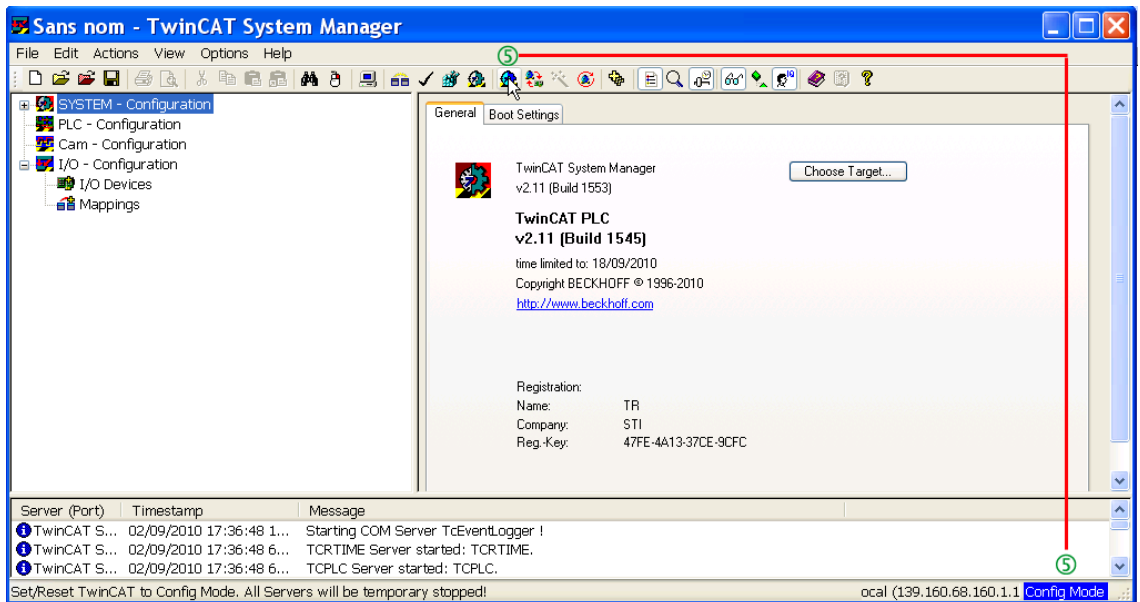 Sans nom - TwinCAT System Manager
File Edit Actions View Options Help
⑤
SYSTEM - Configuration
PLC - Configuration
Cam - Configuration
I/O - Configuration
I/O Devices
Mappings
General Boot Settings
TwinCAT System Manager
v2.11 (Build 1553)
Choose Target...
TwinCAT PLC
v2.11 (Build 1545)
time limited to: 18/09/2010
Copyright BECKHOFF © 1996-2010
http://www.beckhoff.com
Registration:
Name: TR
Company: STI
Reg.-Key: 47FE-4A13-37CE-9CFC
Server (Port) Timestamp Message
TwinCAT S... 02/09/2010 17:36:48 1... Starting COM Server TcEventLogger !
TwinCAT S... 02/09/2010 17:36:48 6... TCRTIME Server started: TCRTIME.
TwinCAT S... 02/09/2010 17:36:48 6... TCPLC Server started: TCPLC.
⑤
Set/Reset TwinCAT to Config Mode. All Servers will be temporary stopped! ocal (139.160.68.160.1.1 Config Mode